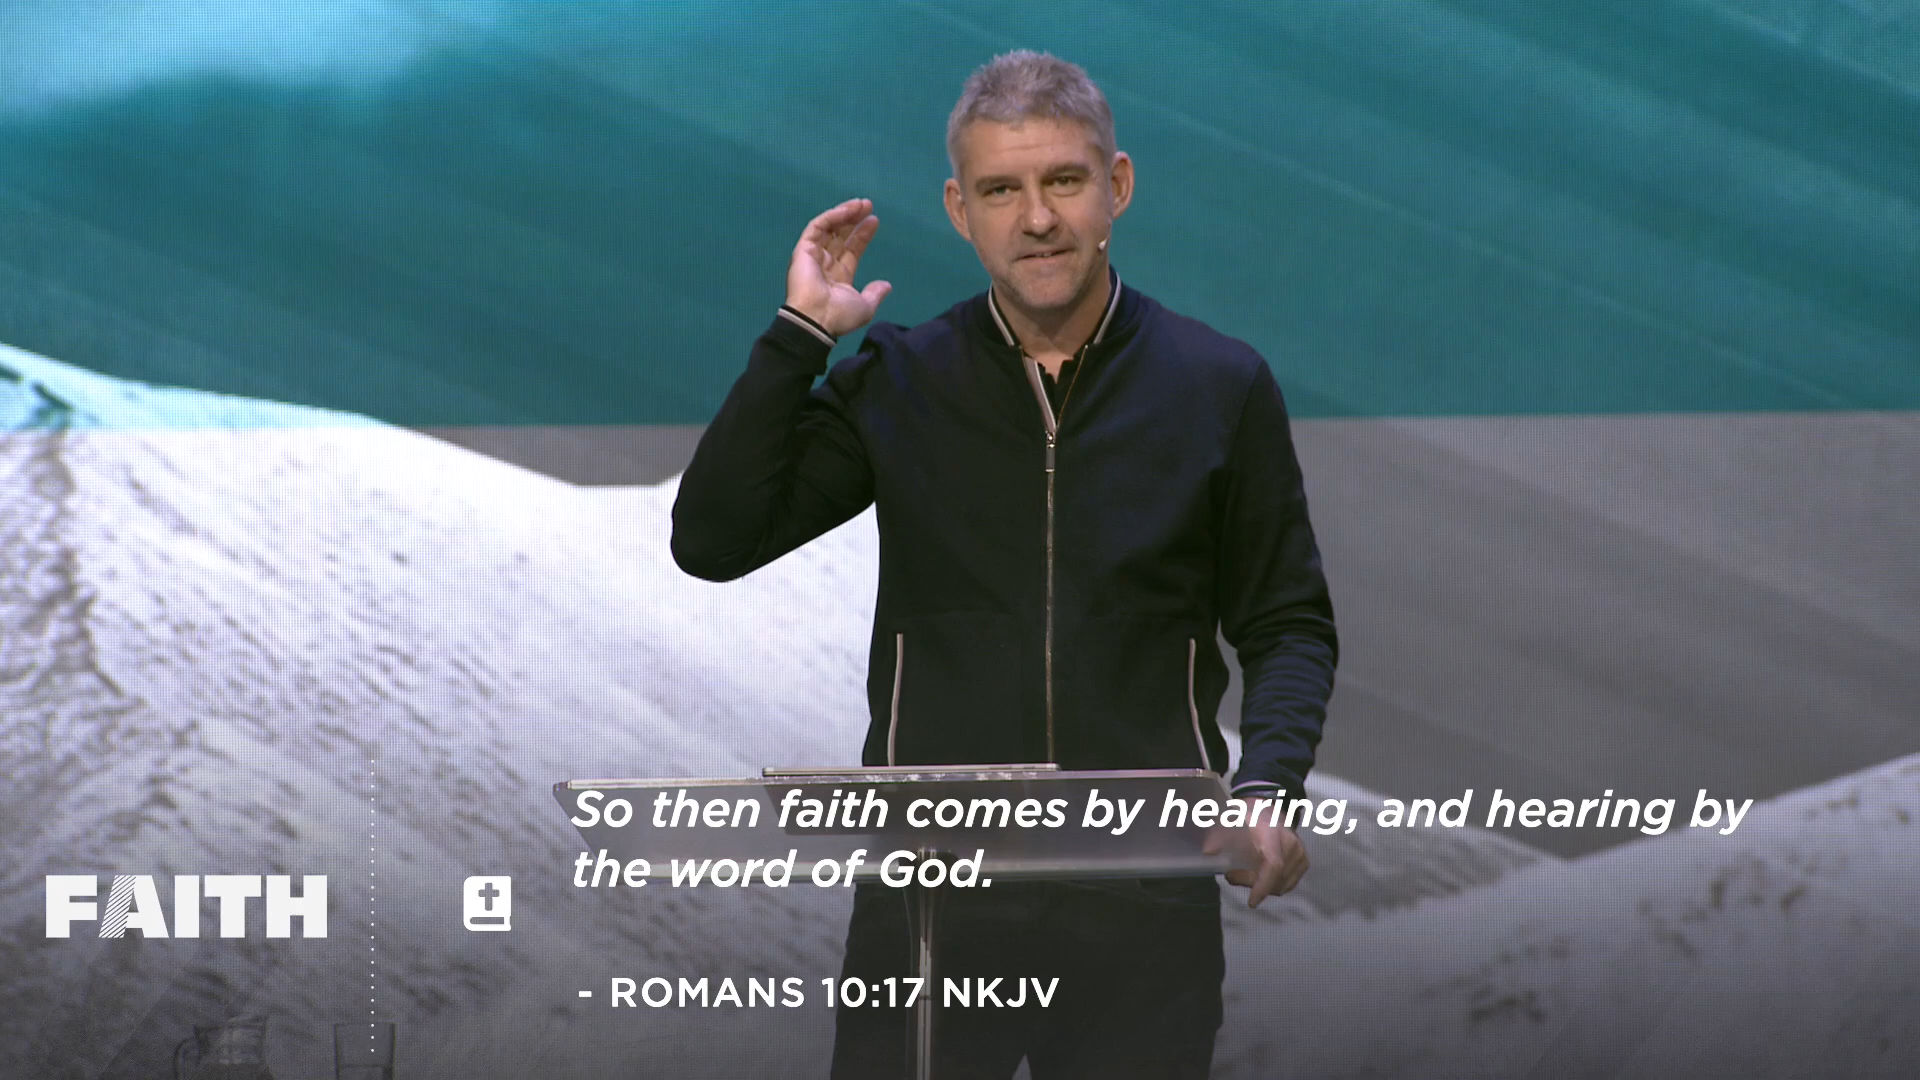 So then faith comes by hearing, and hearing by
the word of God.
FAITH
- ROMANS 10:17 NKJV